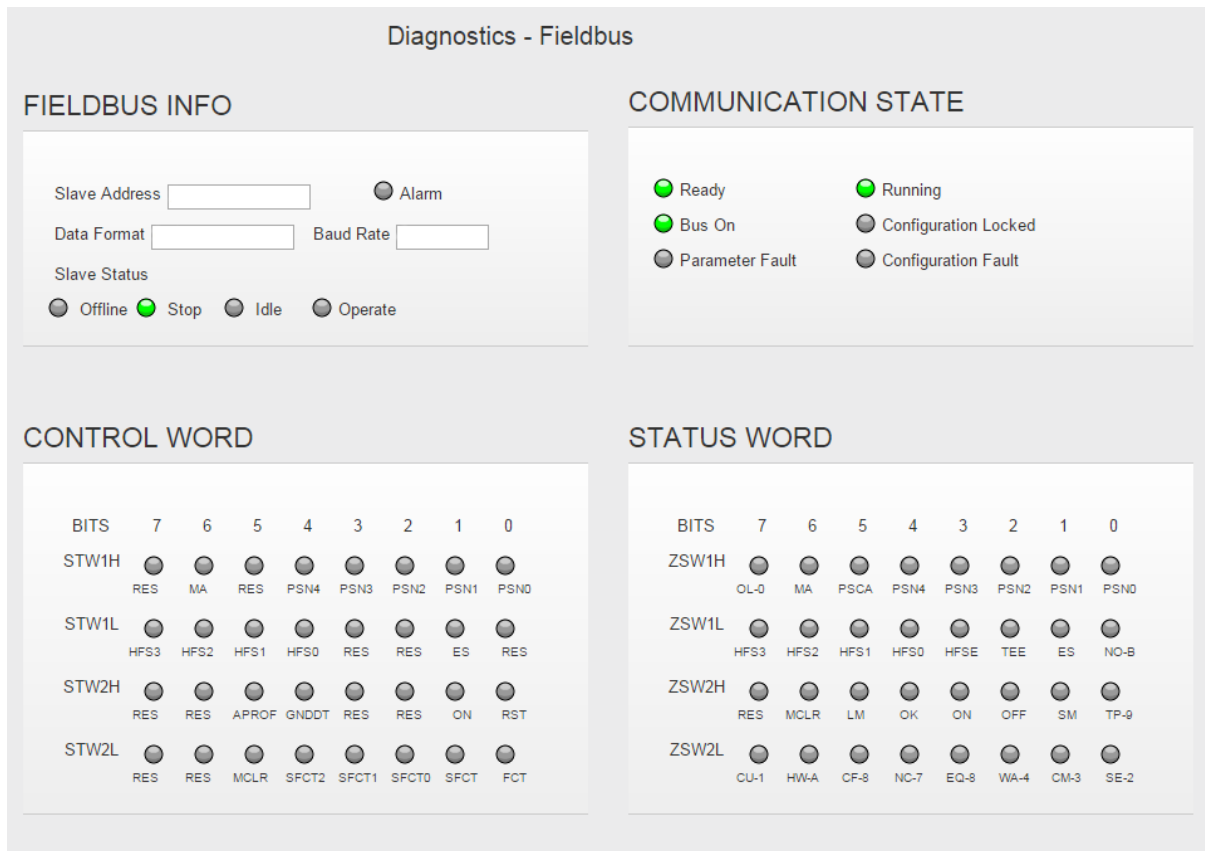 Diagnostics - Fieldbus
FIELDBUS INFO
Slave Address
Alarm
Data Format
Baud Rate
Slave Status
Offline Stop Idle Operate
COMMUNICATION STATE
Ready Running
Bus On Configuration Locked
Parameter Fault Configuration Fault
CONTROL WORD
BITS 7 6 5 4 3 2 1 0
STW1H
RES MA RES PSN4 PSN3 PSN2 PSN1 PSN0
STW1L
HFS3 HFS2 HFS1 HFS0 RES RES ES RES
STW2H
RES RES APROF GNDDT RES RES ON RST
STW2L
RES RES MCLR SFCT2 SFCT1 SFCT0 SFCT FCT
STATUS WORD
BITS 7 6 5 4 3 2 1 0
ZSW1H
OL-0 MA PSCA PSN4 PSN3 PSN2 PSN1 PSN0
ZSW1L
HFS3 HFS2 HFS1 HFS0 HFSE TEE ES NO-B
ZSW2H
RES MCLR LM OK ON OFF SM TP-9
ZSW2L
CU-1 HW-A CF-8 NC-7 EQ-8 WA-4 CM-3 SE-2